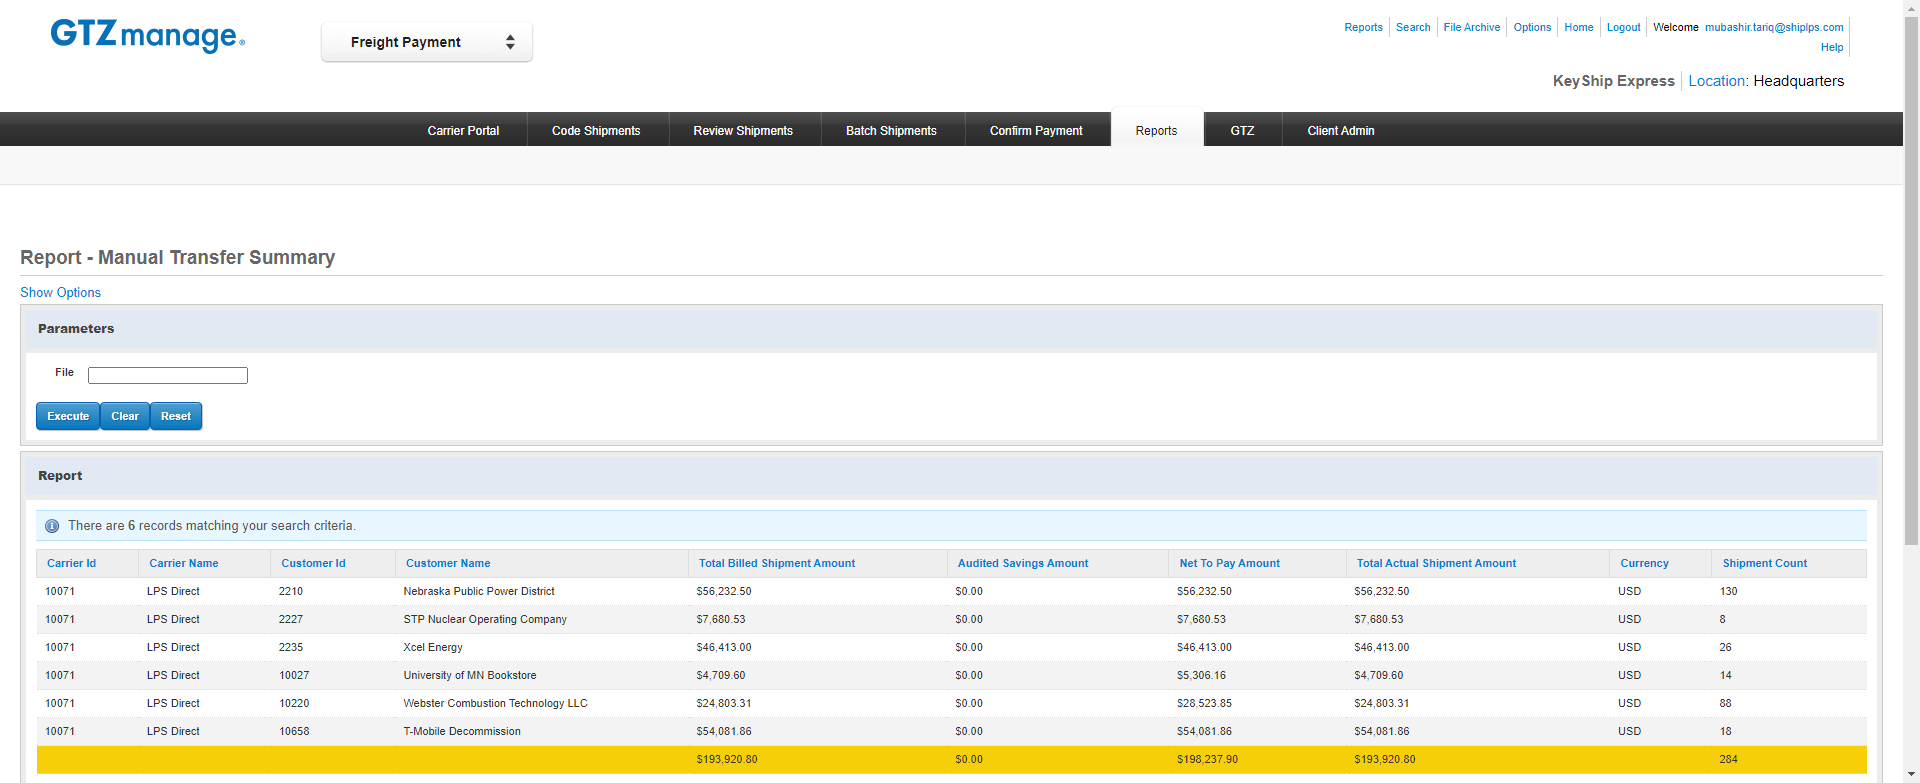 GTZmanage®
Freight Payment
Reports Search File Archive Options Home Logout Welcome mubashir.tariq@shiplps.com
Help
KeyShip Express Location: Headquarters
Carrier Portal Code Shipments Review Shipments Batch Shipments Confirm Payment Reports GTZ Client Admin
Report - Manual Transfer Summary
Show Options
Parameters
File
Execute Clear Reset
Report
There are 6 records matching your search criteria.
Carrier Id Carrier Name Customer Id Customer Name Total Billed Shipment Amount Audited Savings Amount Net To Pay Amount Total Actual Shipment Amount Currency Shipment Count
10071 LPS Direct 2210 Nebraska Public Power District $56,232.50 $0.00 $56,232.50 $56,232.50 USD 130
10071 LPS Direct 2227 STP Nuclear Operating Company $7,680.53 $0.00 $7,680.53 $7,680.53 USD 8
10071 LPS Direct 2235 Xcel Energy $46,413.00 $0.00 $46,413.00 $46,413.00 USD 26
10071 LPS Direct 10027 University of MN Bookstore $4,709.60 $0.00 $5,306.16 $4,709.60 USD 14
10071 LPS Direct 10220 Webster Combustion Technology LLC $24,803.31 $0.00 $28,523.85 $24,803.31 USD 88
10071 LPS Direct 10658 T-Mobile Decommission $54,081.86 $0.00 $54,081.86 $54,081.86 USD 18
$193,920.80 $0.00 $198,237.90 $193,920.80 284